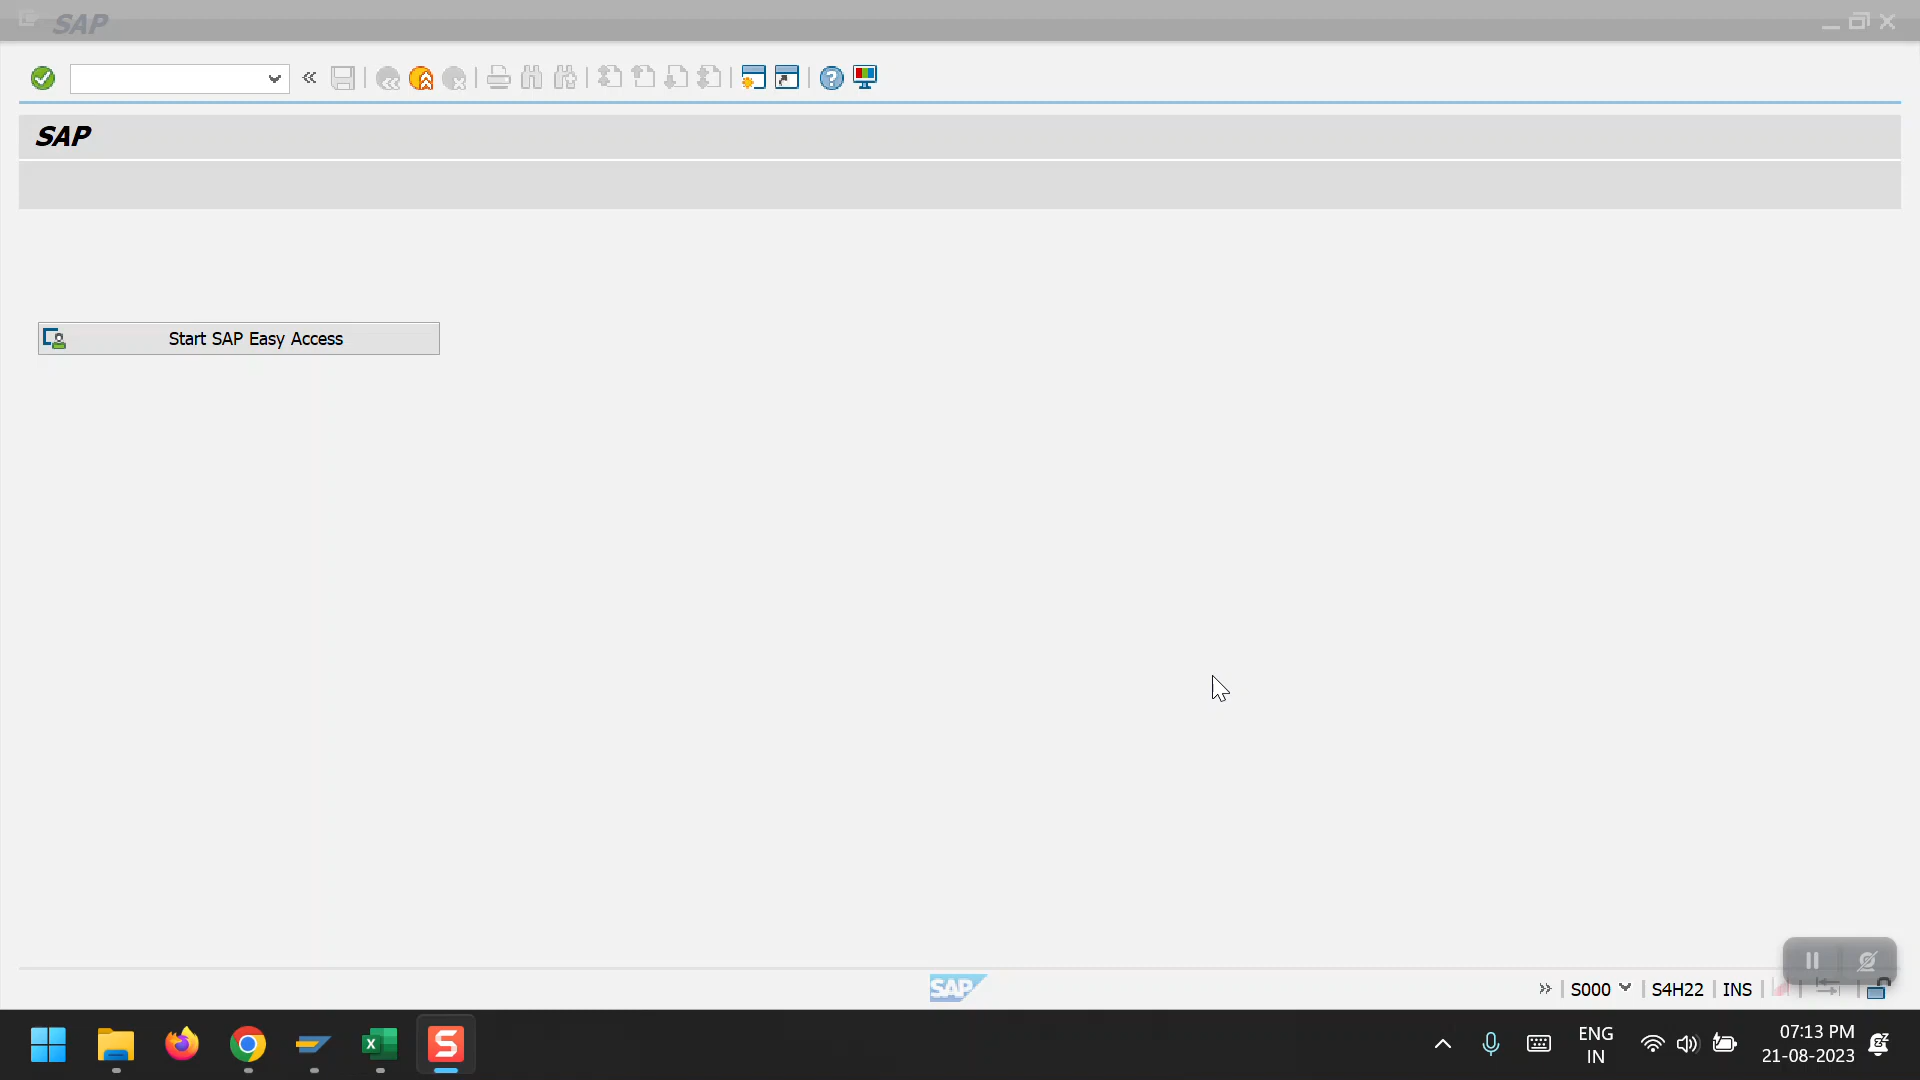 SAP
SAP
Start SAP Easy Access
SAP
S000
S4H22
INS
ENG
IN
07:13 PM
21-08-2023